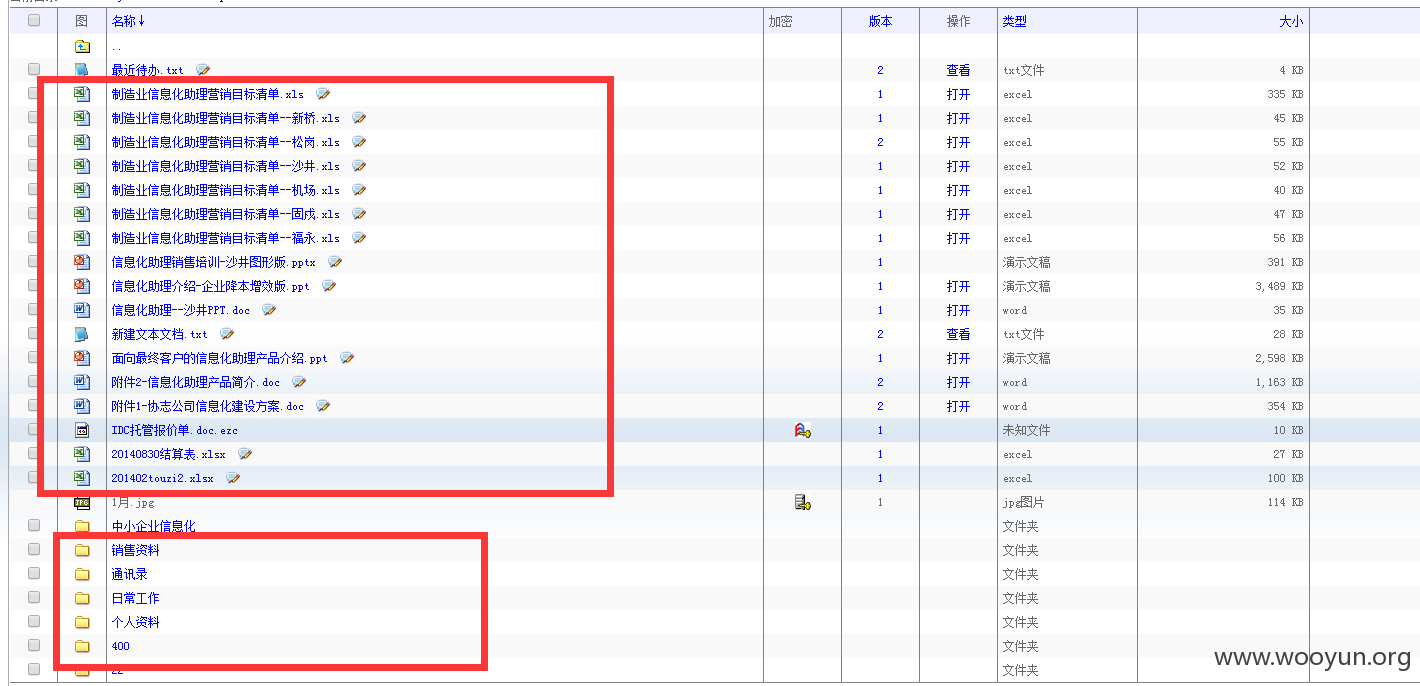 图 名称↓ 加密 版本 操作 类型 大小
..
最近待办.txt 2 查看 txt文件 4 KB
制造业信息化助理营销目标清单.xls 1 打开 excel 335 KB
制造业信息化助理营销目标清单--新桥.xls 1 打开 excel 45 KB
制造业信息化助理营销目标清单--松岗.xls 2 打开 excel 55 KB
制造业信息化助理营销目标清单--沙井.xls 1 打开 excel 52 KB
制造业信息化助理营销目标清单--机场.xls 1 打开 excel 40 KB
制造业信息化助理营销目标清单--固戍.xls 1 打开 excel 47 KB
制造业信息化助理营销目标清单--福永.xls 1 打开 excel 56 KB
信息化助理销售培训-沙井图形版.pptx 1 演示文稿 391 KB
信息化助理介绍-企业降本增效版.ppt 1 打开 演示文稿 3,489 KB
信息化助理--沙井PPT.doc 1 打开 word 35 KB
新建文本文档.txt 2 查看 txt文件 28 KB
面向最终客户的信息化助理产品介绍.ppt 1 打开 演示文稿 2,598 KB
附件2-信息化助理产品简介.doc 2 打开 word 1,163 KB
附件1-协志公司信息化建设方案.doc 2 打开 word 354 KB
IDC托管报价单.doc.ezc 1 未知文件 10 KB
20140830结算表.xlsx 1 excel 27 KB
201402touzi2.xlsx 1 excel 100 KB
1月.jpg 1 jpg图片 114 KB
中小企业信息化 文件夹
销售资料 文件夹
通讯录 文件夹
日常工作 文件夹
个人资料 文件夹
400 文件夹
文件夹
www.wooyun.org